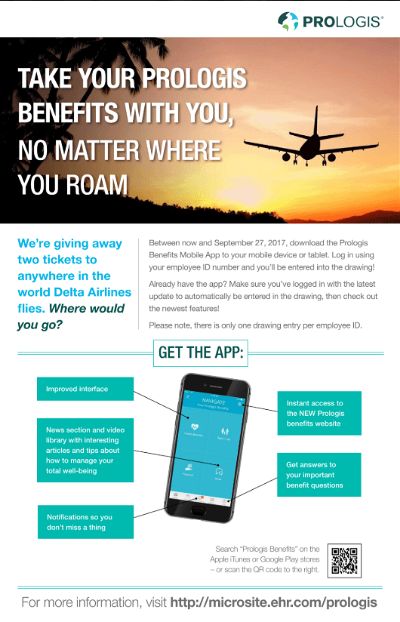 PROLOGIS
TAKE YOUR PROLOGIS
BENEFITS WITH YOU,
NO MATTER WHERE
YOU ROAM
We're giving away
two tickets to
anywhere in the
world Delta Airlines
flies. Where would
you go?
Between now and September 27, 2017, download the Prologis
Benefits Mobile App to your mobile device or tablet. Log in using
your employee ID number and you'll be entered into the drawing!
Already have the app? Make sure you've logged in with the latest
update to automatically be entered in the drawing, then check out
the newest features!
Please note, there is only one drawing entry per employee ID.
GET THE APP:
Improved interface
News section and video
library with interesting
articles and tips about
how to manage your
total well-being
Notifications so you
don't miss a thing
NAVIGATE
Instant access to
the NEW Prologis
benefits website
Get answers to
your important
benefit questions
Search "Prologis Benefits" on the
Apple iTunes or Google Play stores
– or scan the QR code to the right.
For more information, visit http://microsite.ehr.com/prologis